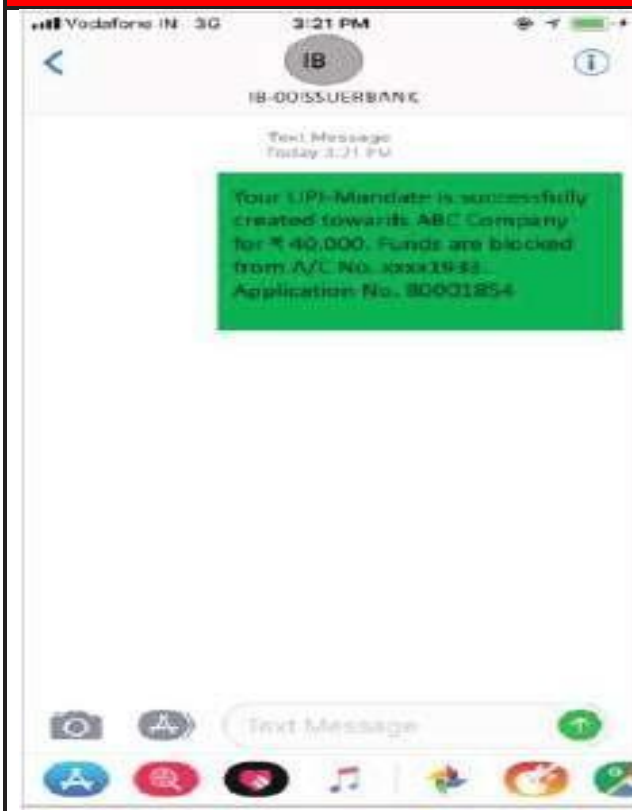 Vodafone IN 3G 3:21 PM
IB
IB-00ISSUERBANK
Text Message
Today 3:21 PM
Your UPI-Mandate is successfully
created towards ABC Company
for ₹ 40,000. Funds are blocked
from A/C No. xxxx1933.
Application No. 80001854
Text Message